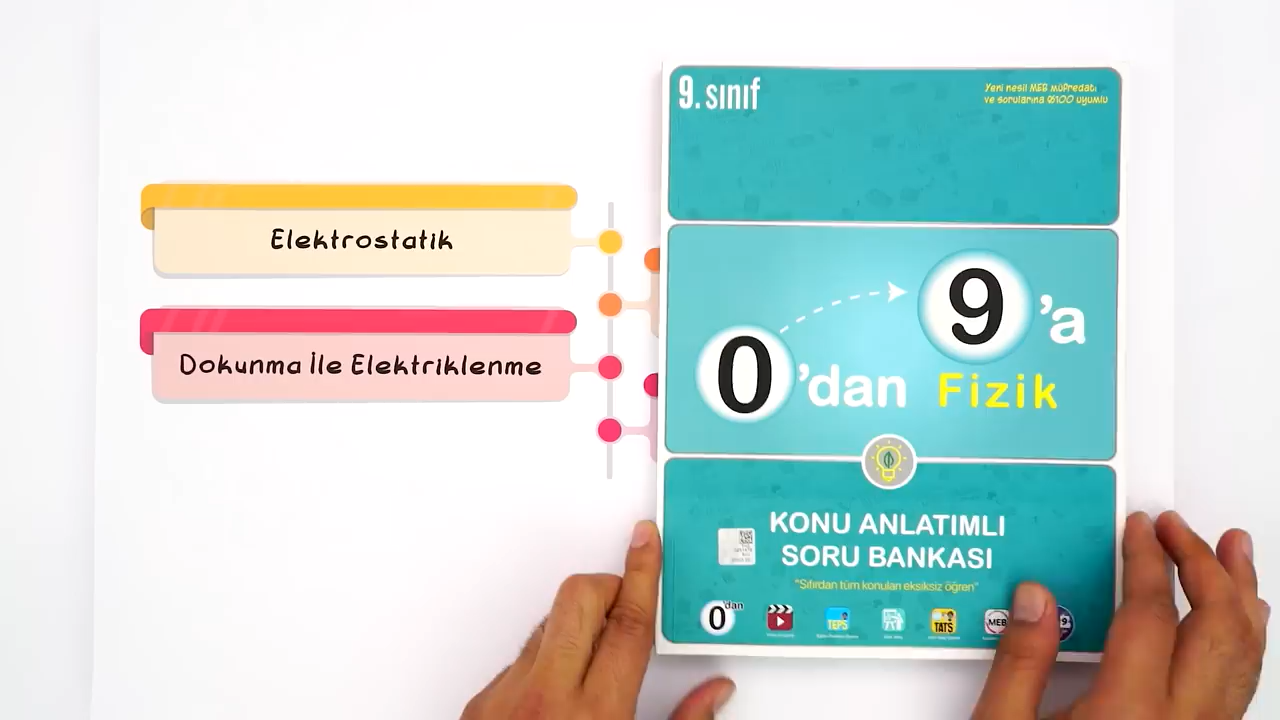 Elektrostatik
Dokunma İle Elektriklenme
9. sınıf
Yeni nesil MEB müfredatı
ve sorularına %100 uyumlu
0'dan 9'a
Fizik
KONU ANLATIMLI
SORU BANKASI
"Sıfırdan tüm konuları eksiksiz öğren"
0'dan
TEPS
TATS
MEB